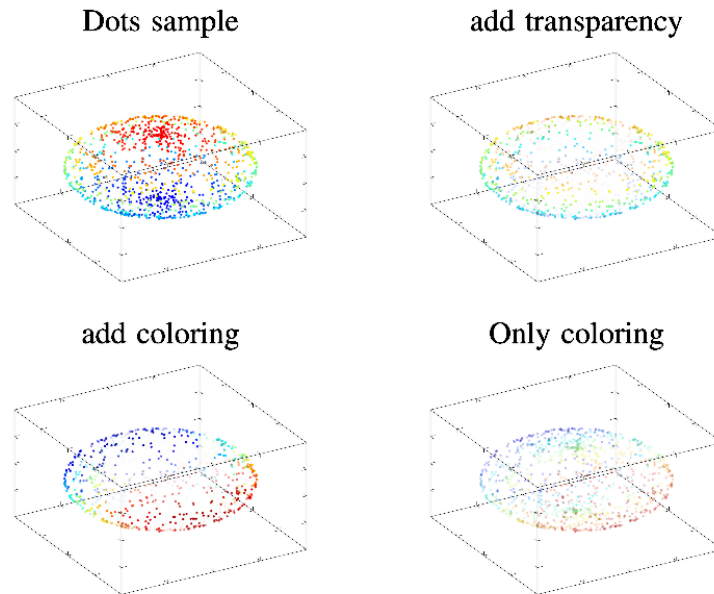 Dots sample
add transparency
add coloring
Only coloring